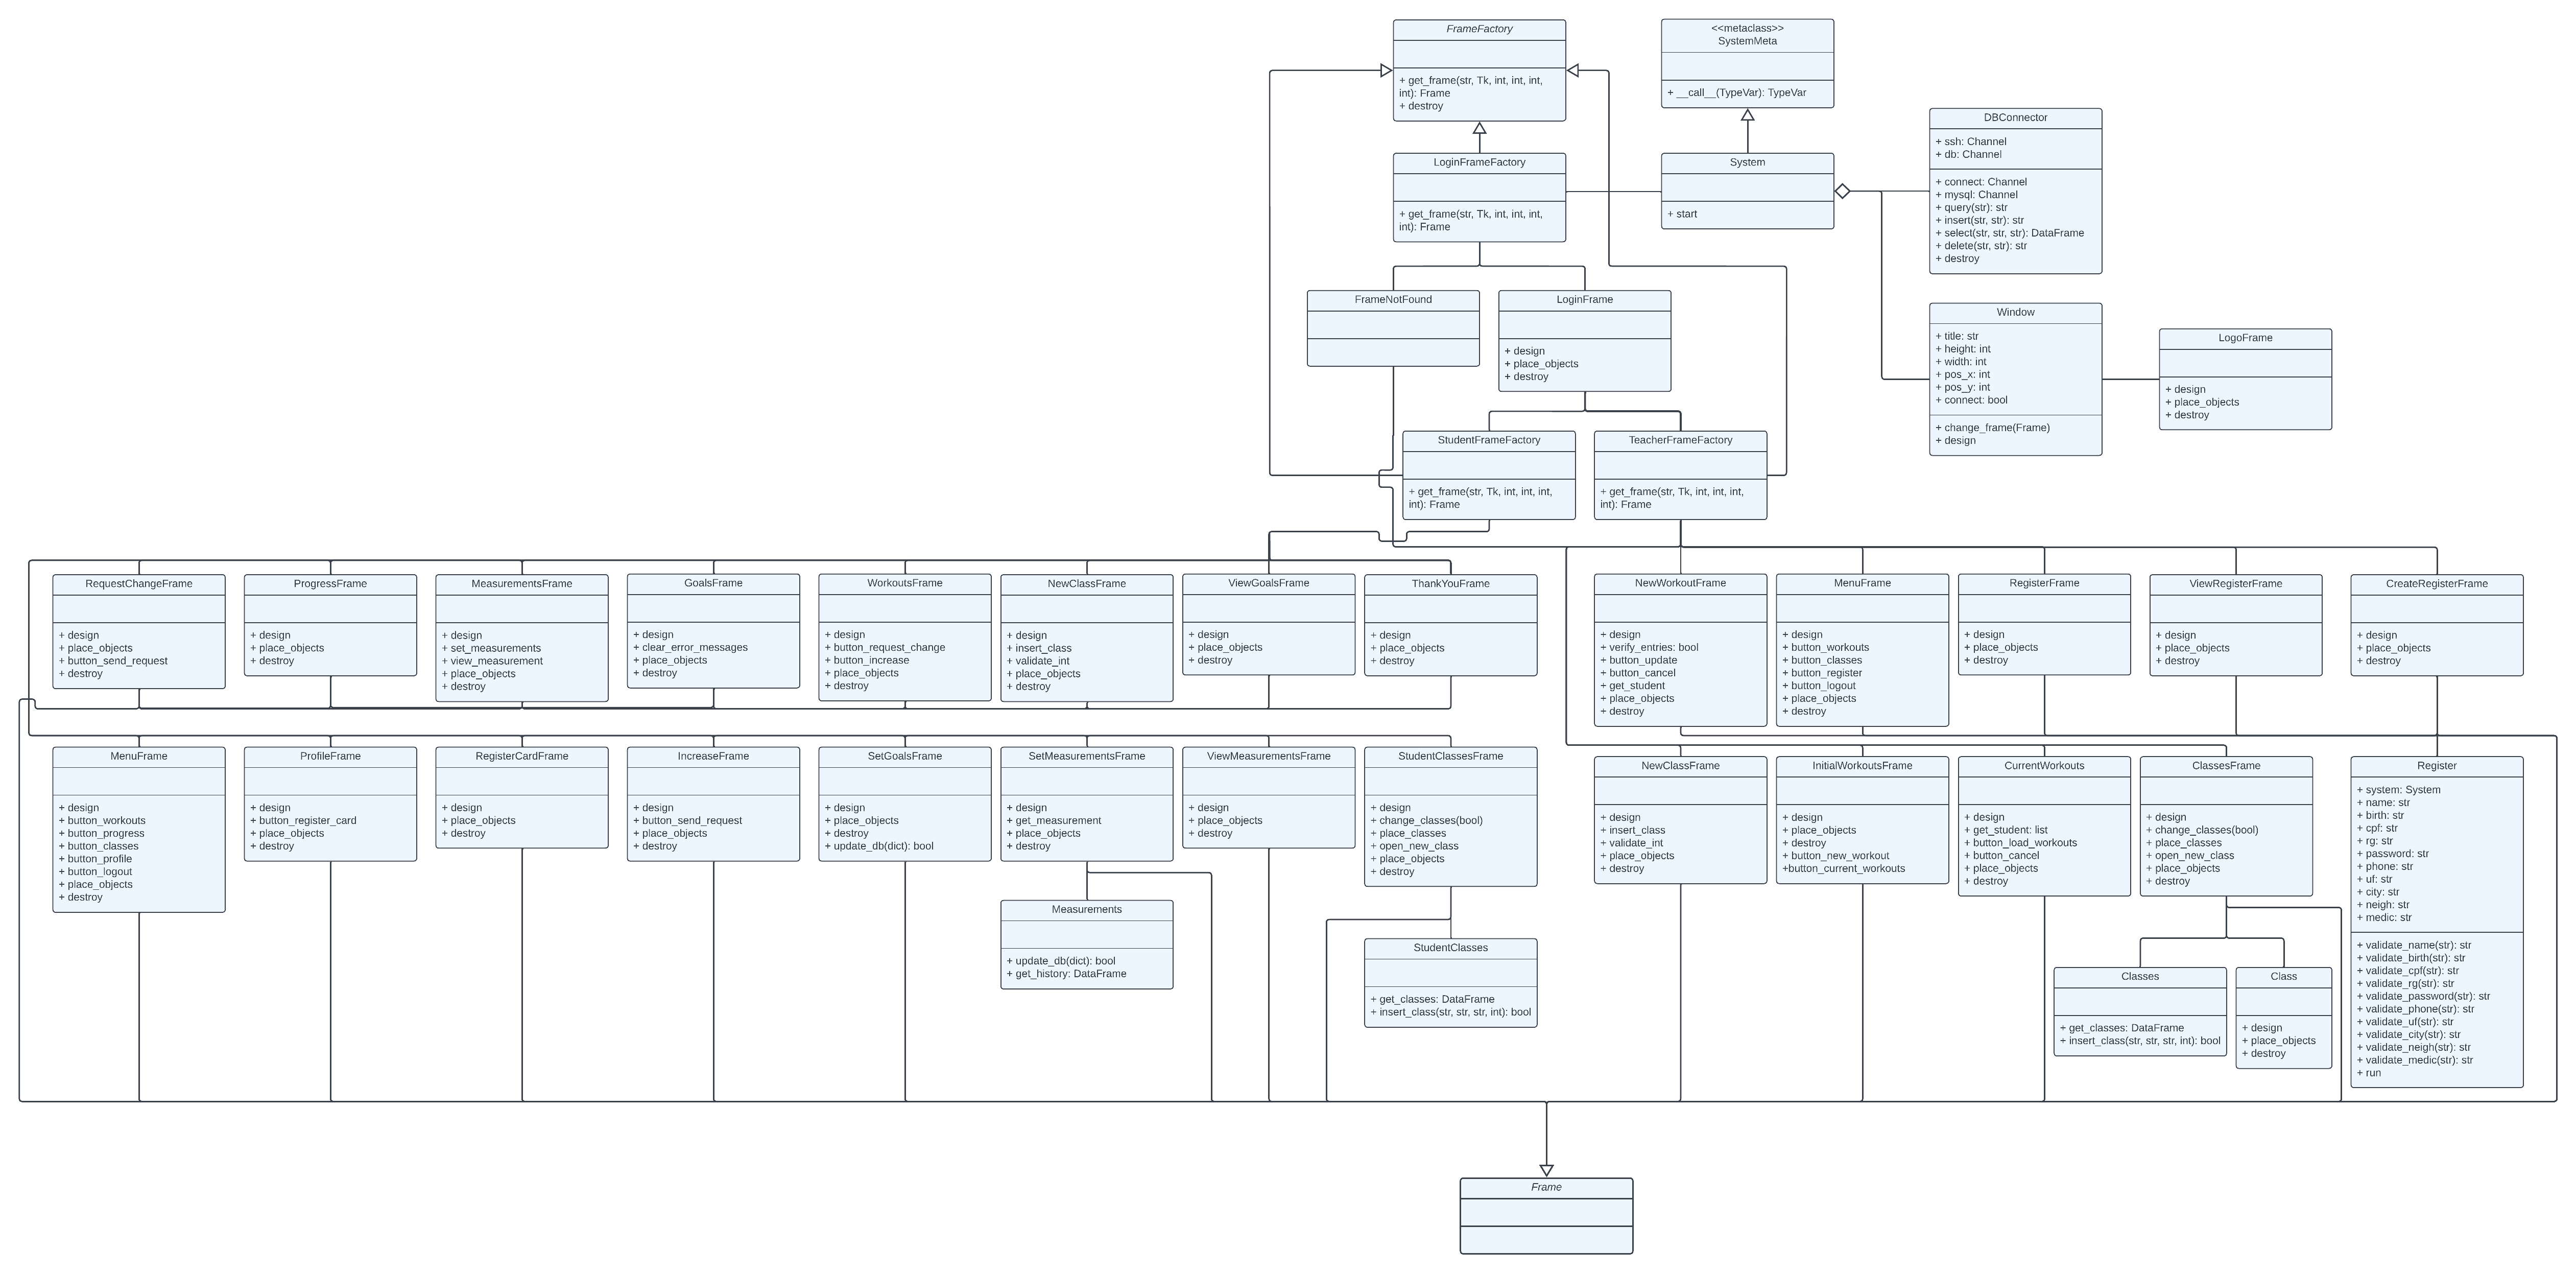 FrameFactory
+ get_frame(str, Tk, int, int, int,
int): Frame
+ destroy
<<metaclass>>
SystemMeta
+ __call__(TypeVar): TypeVar
DBConnector
+ ssh: Channel
+ db: Channel
+ connect: Channel
+ mysql: Channel
+ query(str): str
+ insert(str, str): str
+ select(str, str, str): DataFrame
+ delete(str, str): str
+ destroy
LoginFrameFactory
+ get_frame(str, Tk, int, int, int,
int): Frame
System
+ start
FrameNotFound
LoginFrame
+ design
+ place_objects
+ destroy
Window
+ title: str
+ height: int
+ width: int
+ pos_x: int
+ pos_y: int
+ connect: bool
+ change_frame(Frame)
+ design
LogoFrame
+ design
+ place_objects
+ destroy
StudentFrameFactory
+ get_frame(str, Tk, int, int, int,
int): Frame
TeacherFrameFactory
+ get_frame(str, Tk, int, int, int,
int): Frame
RequestChangeFrame
+ design
+ place_objects
+ button_send_request
+ destroy
ProgressFrame
+ design
+ place_objects
+ destroy
MeasurementsFrame
+ design
+ set_measurements
+ view_measurement
+ place_objects
+ destroy
GoalsFrame
+ design
+ clear_error_messages
+ place_objects
+ destroy
WorkoutsFrame
+ design
+ button_request_change
+ button_increase
+ place_objects
+ destroy
NewClassFrame
+ design
+ insert_class
+ validate_int
+ place_objects
+ destroy
ViewGoalsFrame
+ design
+ place_objects
+ destroy
ThankYouFrame
+ design
+ place_objects
+ destroy
NewWorkoutFrame
+ design
+ verify_entries: bool
+ button_update
+ button_cancel
+ get_student
+ place_objects
+ destroy
MenuFrame
+ design
+ button_workouts
+ button_classes
+ button_register
+ button_logout
+ place_objects
+ destroy
RegisterFrame
+ design
+ place_objects
+ destroy
ViewRegisterFrame
+ design
+ place_objects
+ destroy
CreateRegisterFrame
+ design
+ place_objects
+ destroy
MenuFrame
+ design
+ button_workouts
+ button_progress
+ button_classes
+ button_profile
+ button_logout
+ place_objects
+ destroy
ProfileFrame
+ design
+ button_register_card
+ place_objects
+ destroy
RegisterCardFrame
+ design
+ place_objects
+ destroy
IncreaseFrame
+ design
+ button_send_request
+ place_objects
+ destroy
SetGoalsFrame
+ design
+ place_objects
+ destroy
+ update_db(dict): bool
SetMeasurementsFrame
+ design
+ get_measurement
+ place_objects
+ destroy
ViewMeasurementsFrame
+ design
+ place_objects
+ destroy
StudentClassesFrame
+ design
+ change_classes(bool)
+ place_classes
+ open_new_class
+ place_objects
+ destroy
NewClassFrame
+ design
+ insert_class
+ validate_int
+ place_objects
+ destroy
InitialWorkoutsFrame
+ design
+ place_objects
+ destroy
+ button_new_workout
+button_current_workouts
CurrentWorkouts
+ design
+ get_student: list
+ button_load_workouts
+ button_cancel
+ place_objects
+ destroy
ClassesFrame
+ design
+ change_classes(bool)
+ place_classes
+ open_new_class
+ place_objects
+ destroy
Register
+ system: System
+ name: str
+ birth: str
+ cpf: str
+ rg: str
+ password: str
+ phone: str
+ uf: str
+ city: str
+ neigh: str
+ medic: str
+ validate_name(str): str
+ validate_birth(str): str
+ validate_cpf(str): str
+ validate_rg(str): str
+ validate_password(str): str
+ validate_phone(str): str
+ validate_uf(str): str
+ validate_city(str): str
+ validate_neigh(str): str
+ validate_medic(str): str
+ run
Measurements
+ update_db(dict): bool
+ get_history: DataFrame
StudentClasses
+ get_classes: DataFrame
+ insert_class(str, str, str, int): bool
Classes
+ get_classes: DataFrame
+ insert_class(str, str, str, int): bool
Class
+ design
+ place_objects
+ destroy
Frame